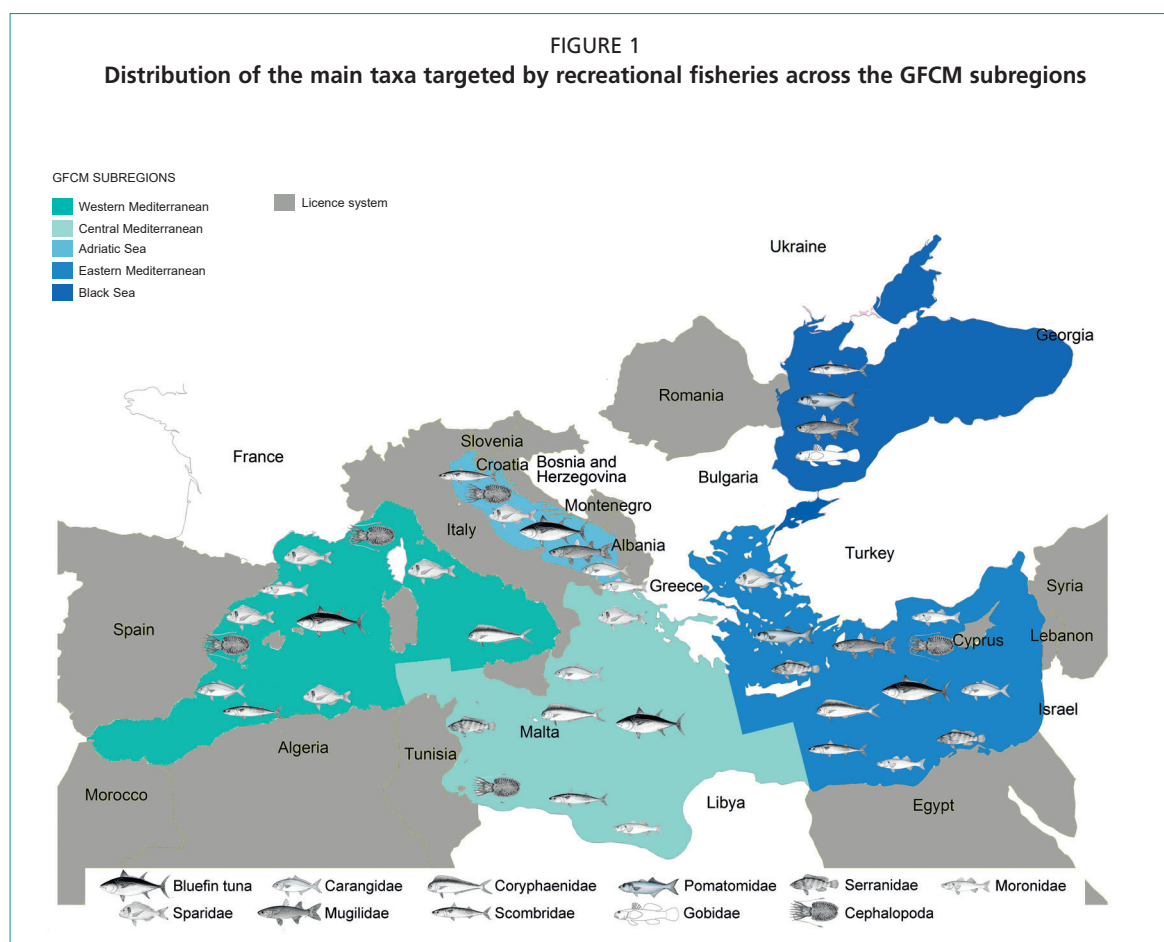 FIGURE 1
Distribution of the main taxa targeted by recreational fisheries across the GFCM subregions
GFCM SUBREGIONS
Western Mediterranean
Licence system
Central Mediterranean
Adriatic Sea
Eastern Mediterranean
Black Sea
Ukraine
Georgia
Romania
Slovenia
Croatia
Bosnia and
Herzegovina
France
Bulgaria
Montenegro
Italy
Albania
Turkey
Greece
Syria
Spain
Cyprus
Lebanon
Israel
Malta
Algeria
Tunisia
Morocco
Libya
Egypt
Bluefin tuna
Carangidae
Coryphaenidae
Pomatomidae
Serranidae
Moronidae
Sparidae
Mugilidae
Scombridae
Gobidae
Cephalopoda